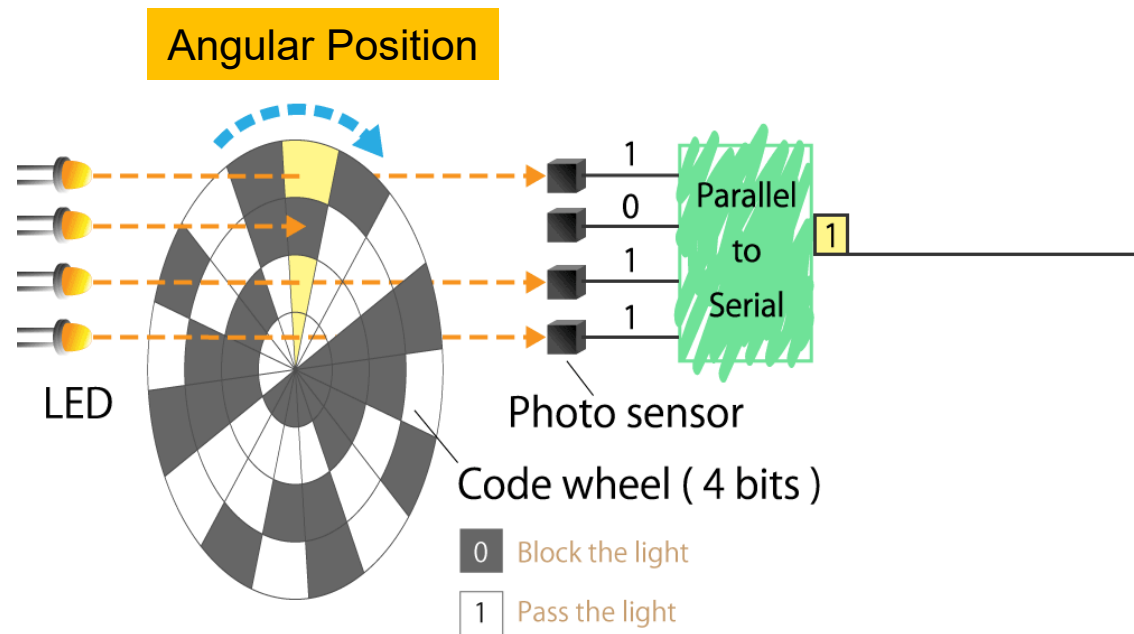 Angular Position
1
0
1
1
Parallel
to
Serial
1
LED
Photo sensor
Code wheel ( 4 bits )
0 Block the light
1 Pass the light